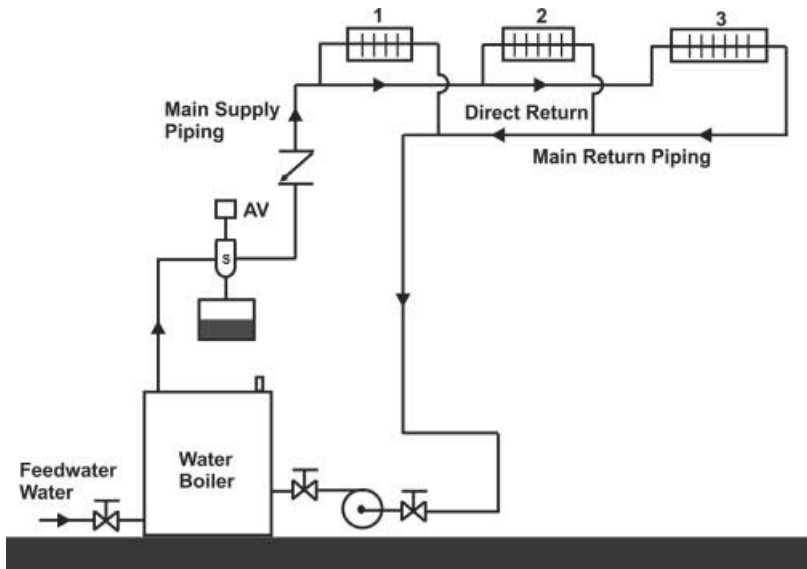 1
2
3
Main Supply
Piping
Direct Return
Main Return Piping
AV
S
Water
Boiler
Feedwater
Water